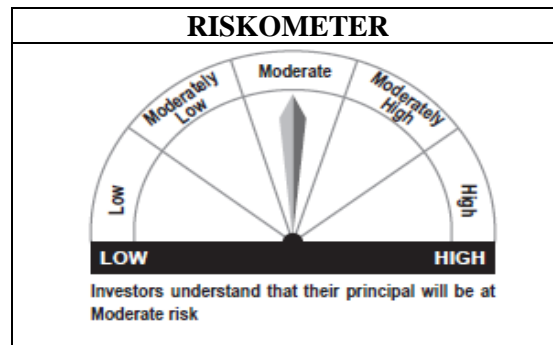 RISKOMETER
Moderate
Moderately
Low
Moderately
High
Low
High
LOW HIGH
Investors understand that their principal will be at
Moderate risk